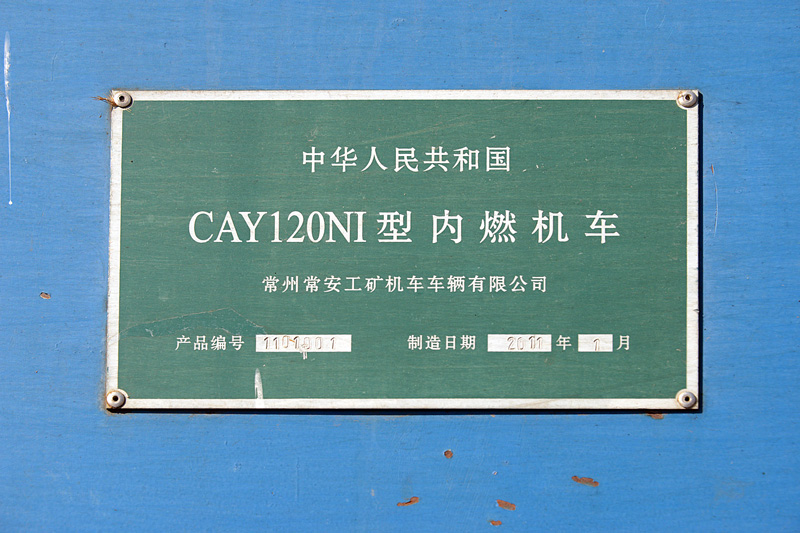 中华人民共和国
CAY120NI型内燃机车
常州常安工矿机车车辆有限公司
产品编号 1101001 制造日期 2011 年 1 月